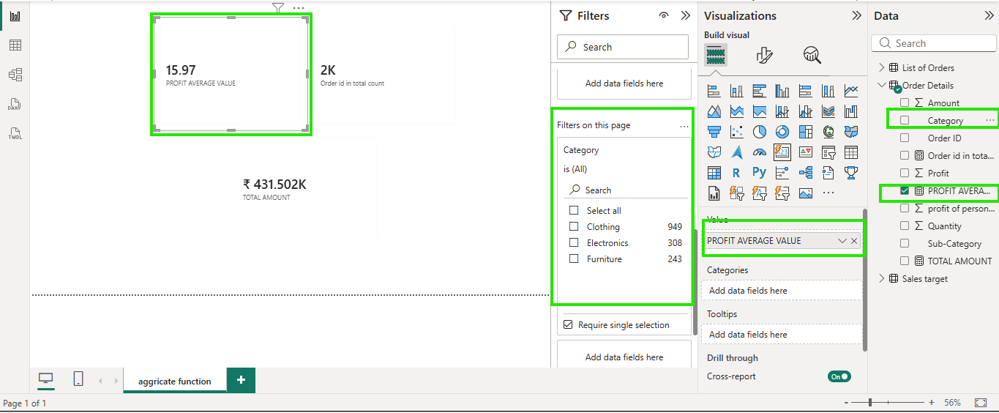 15.97
PROFIT AVERAGE VALUE
2K
Order id in total count
₹ 431.502K
TOTAL AMOUNT
DAX
TMDL
aggricate function
+
Page 1 of 1
Filters
Search
Add data fields here
Filters on this page
Category
is (All)
Search
Select all
Clothing 949
Electronics 308
Furniture 243
Require single selection
Add data fields here
Visualizations
Build visual
123
R
Py
Value
PROFIT AVERAGE VALUE
Categories
Add data fields here
Tooltips
Add data fields here
Drill through
Cross-report On
Data
Search
List of Orders
Order Details
Amount
Category
Order ID
Order id in tota...
Profit
PROFIT AVERA...
profit of person...
Quantity
Sub-Category
TOTAL AMOUNT
Sales target
- + 56%